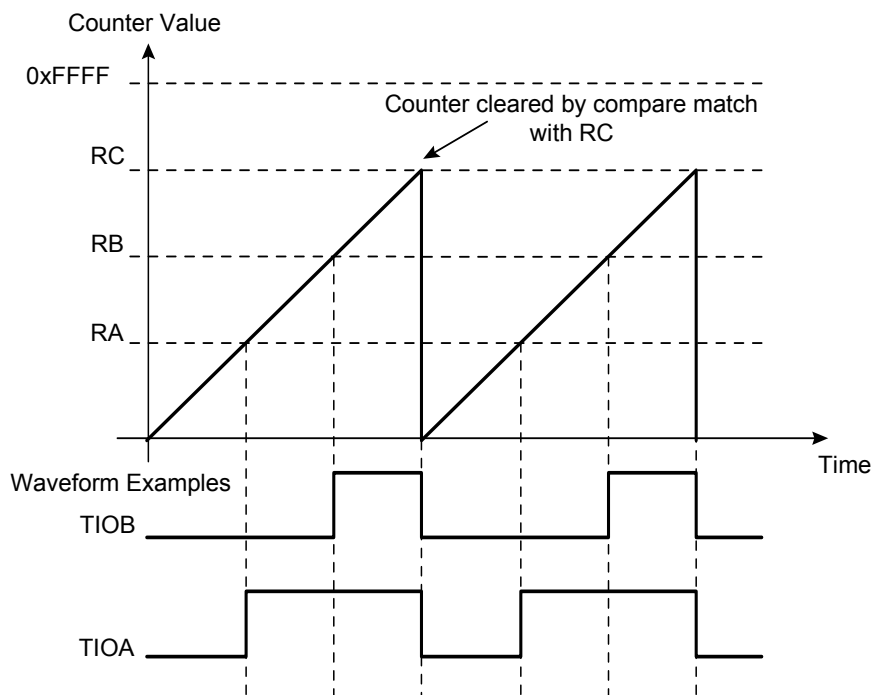 Counter Value
0xFFFF
Counter cleared by compare match
with RC
RC
RB
RA
Time
Waveform Examples
TIOB
TIOA